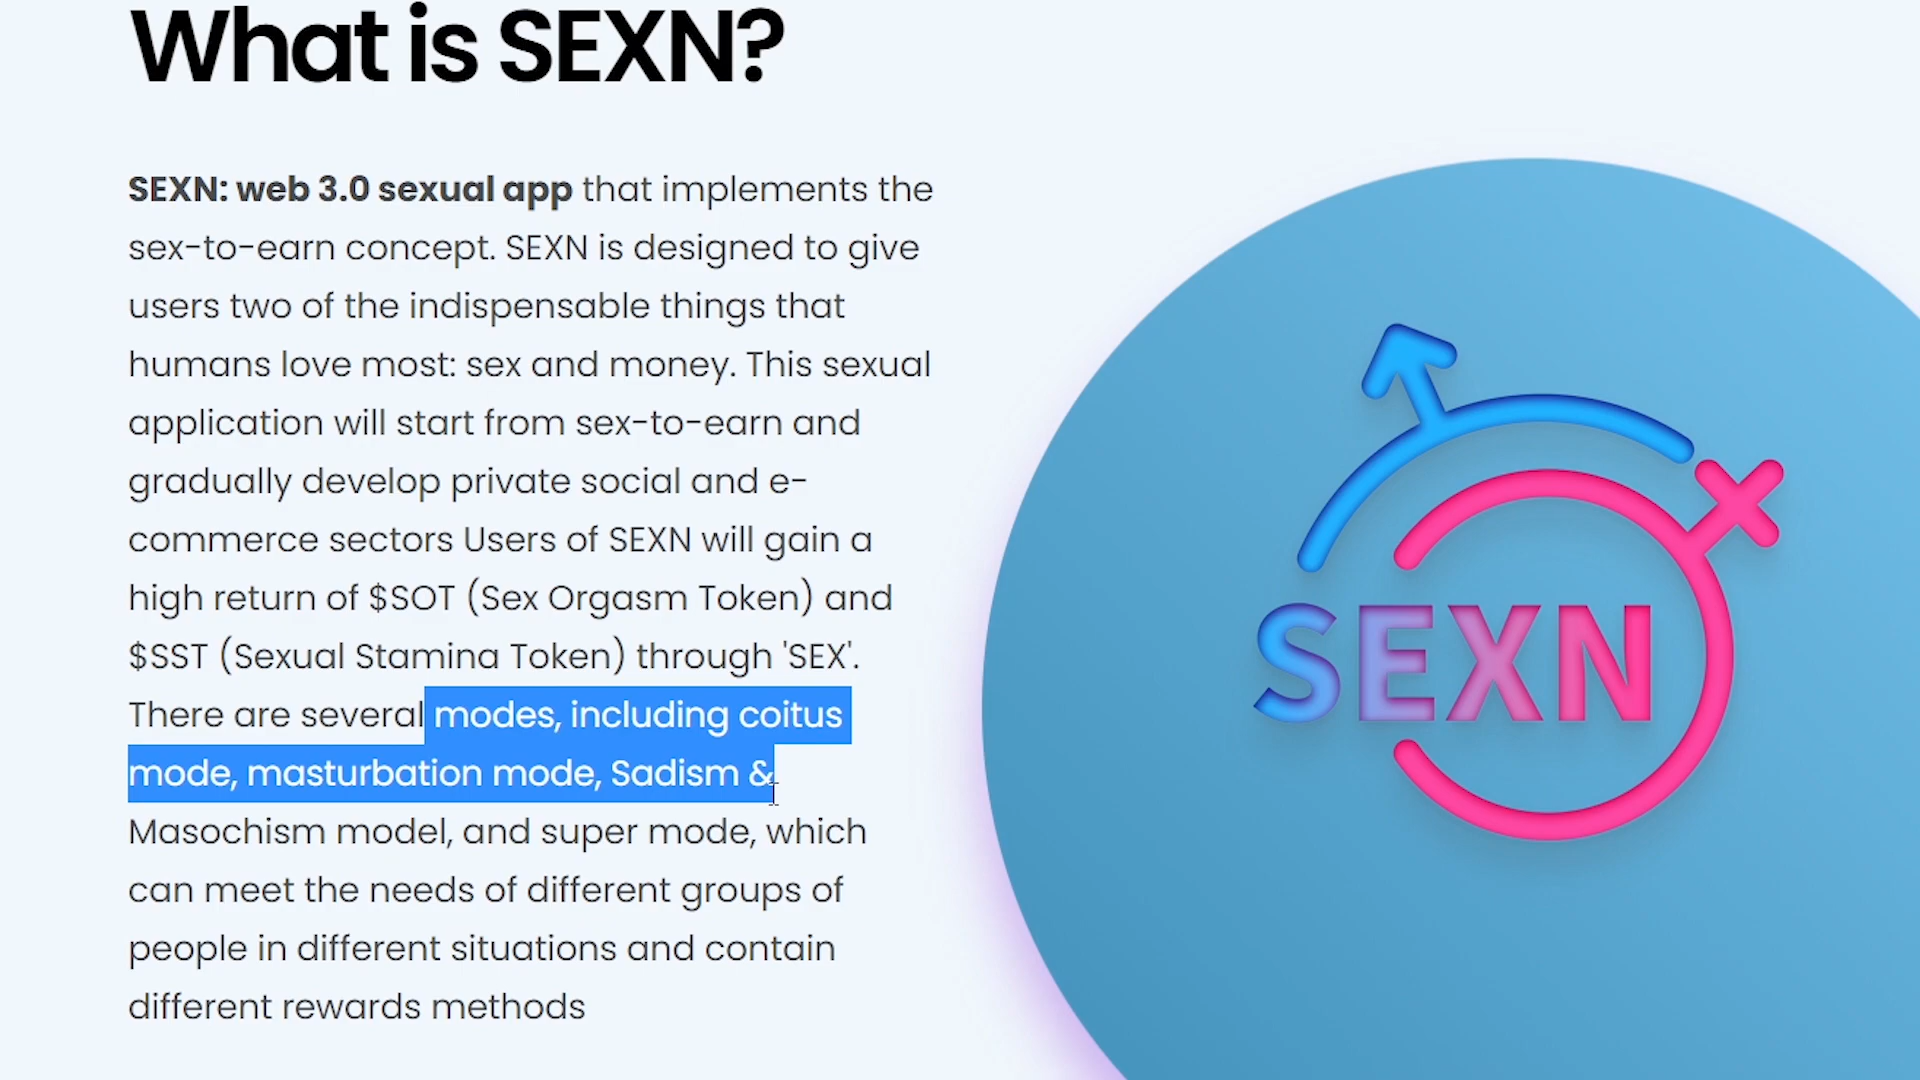 What is SEXN?
SEXN: web 3.0 sexual app that implements the
sex-to-earn concept. SEXN is designed to give
users two of the indispensable things that
humans love most: sex and money. This sexual
application will start from sex-to-earn and
gradually develop private social and e-
commerce sectors Users of SEXN will gain a
high return of $SOT (Sex Orgasm Token) and
$SST (Sexual Stamina Token) through 'SEX'.
There are several modes, including coitus
mode, masturbation mode, Sadism &
Masochism model, and super mode, which
can meet the needs of different groups of
people in different situations and contain
different rewards methods
SEXN